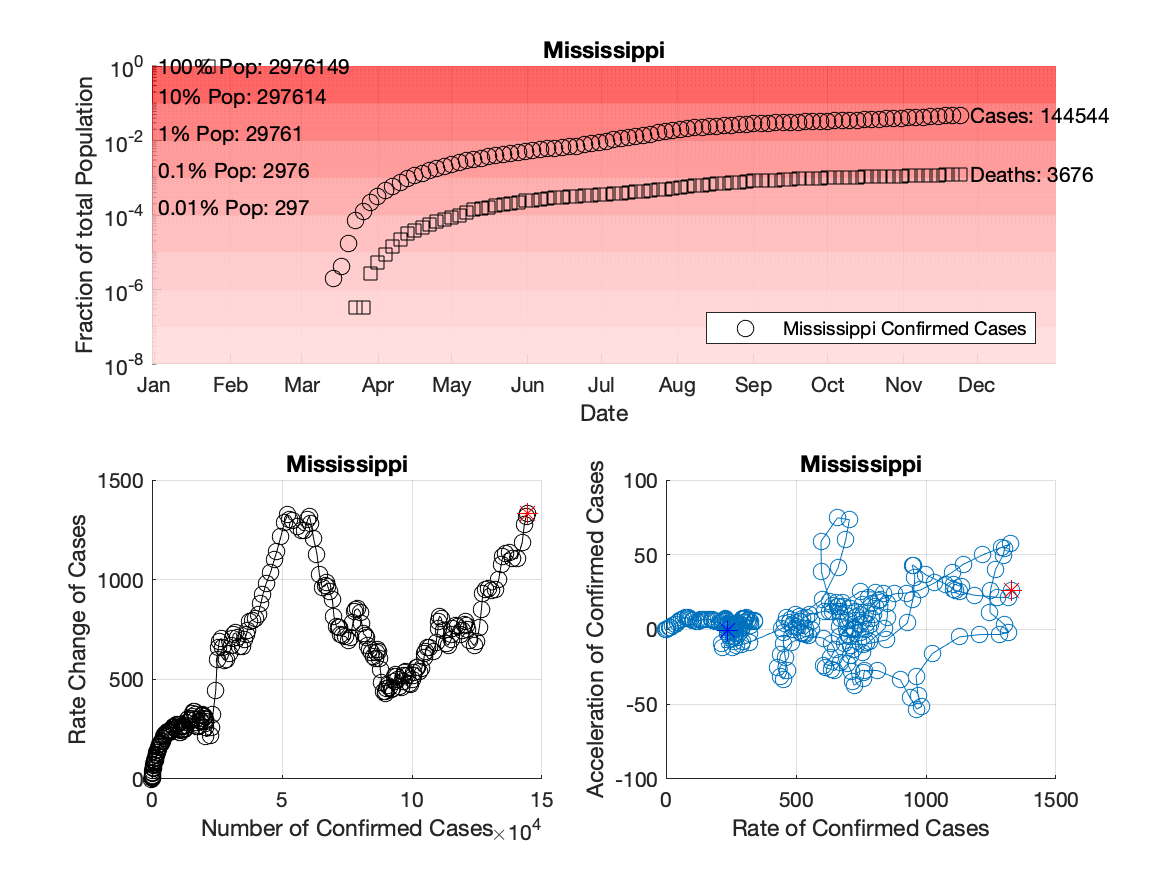 Mississippi
10^0
10^-2
10^-4
10^-6
10^-8
Fraction of total Population
100% Pop: 2976149
10% Pop: 297614
1% Pop: 29761
0.1% Pop: 2976
0.01% Pop: 297
Cases: 144544
Deaths: 3676
Mississippi Confirmed Cases
Jan Feb Mar Apr May Jun Jul Aug Sep Oct Nov Dec
Date
Mississippi
1500
1000
500
0
Rate Change of Cases
0 5 10 15
Number of Confirmed Cases ×10^4
Mississippi
100
50
0
-50
-100
Acceleration of Confirmed Cases
0 500 1000 1500
Rate of Confirmed Cases